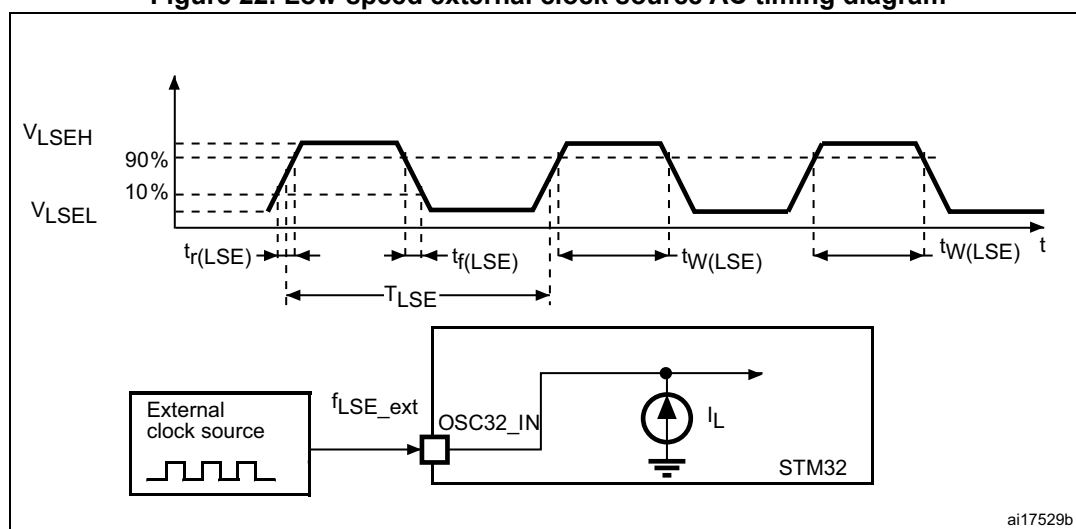 Figure 22. Low-speed external clock source AC timing diagram
VLSEH
90%
10%
VLSEL
tr(LSE)
tf(LSE)
tW(LSE)
tW(LSE)
t
TLSE
External
clock source
fLSE_ext
OSC32_IN
IL
STM32
ai17529b